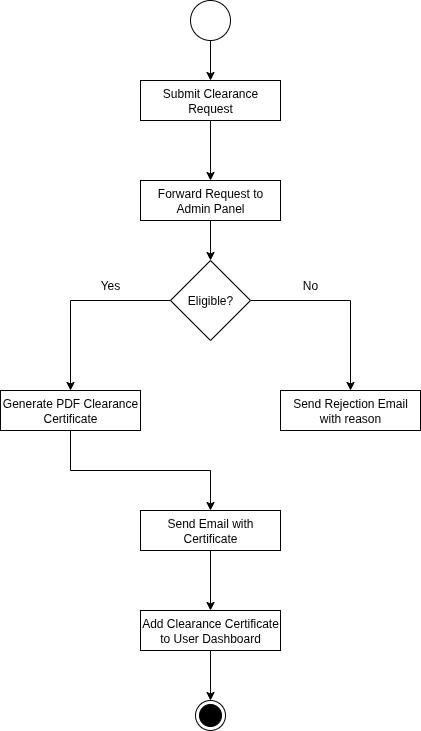 Submit Clearance
Request
Forward Request to
Admin Panel
Eligible?
Yes
No
Generate PDF Clearance
Certificate
Send Rejection Email
with reason
Send Email with
Certificate
Add Clearance Certificate
to User Dashboard